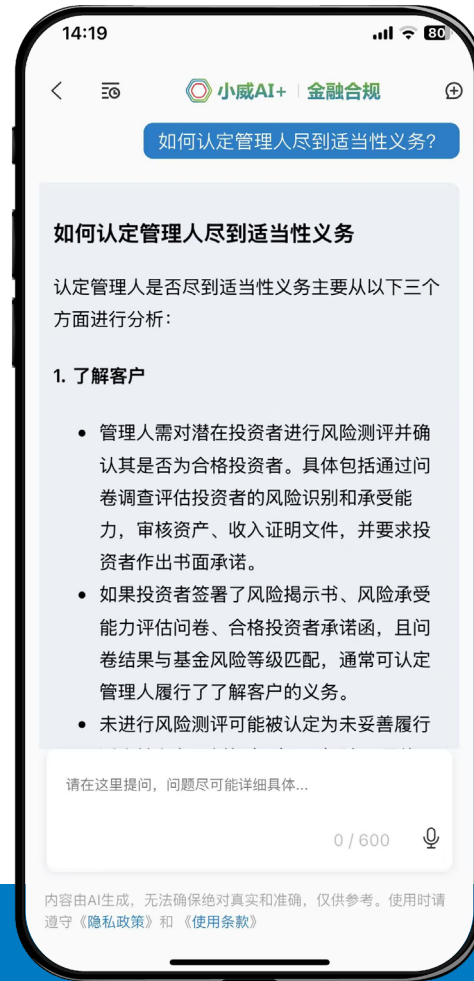 14:19
80
小威AI+ 金融合规
如何认定管理人尽到适当性义务?
如何认定管理人尽到适当性义务
认定管理人是否尽到适当性义务主要从以下三个
方面进行分析：
1. 了解客户
• 管理人需对潜在投资者进行风险测评并确
认其是否为合格投资者。具体包括通过问
卷调查评估投资者的风险识别和承受能
力，审核资产、收入证明文件，并要求投
资者作出书面承诺。
• 如果投资者签署了风险揭示书、风险承受
能力评估问卷、合格投资者承诺函，且问
卷结果与基金风险等级匹配，通常可认定
管理人履行了了解客户的义务。
• 未进行风险测评可能被认定为未妥善履行
请在这里提问，问题尽可能详细具体...
0 / 600
内容由AI生成，无法确保绝对真实和准确，仅供参考。使用时请
遵守《隐私政策》和 《使用条款》